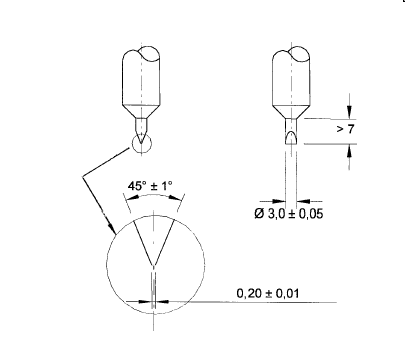 > 7
45° ± 1°
Ø 3,0 ± 0,05
0,20 ± 0,01